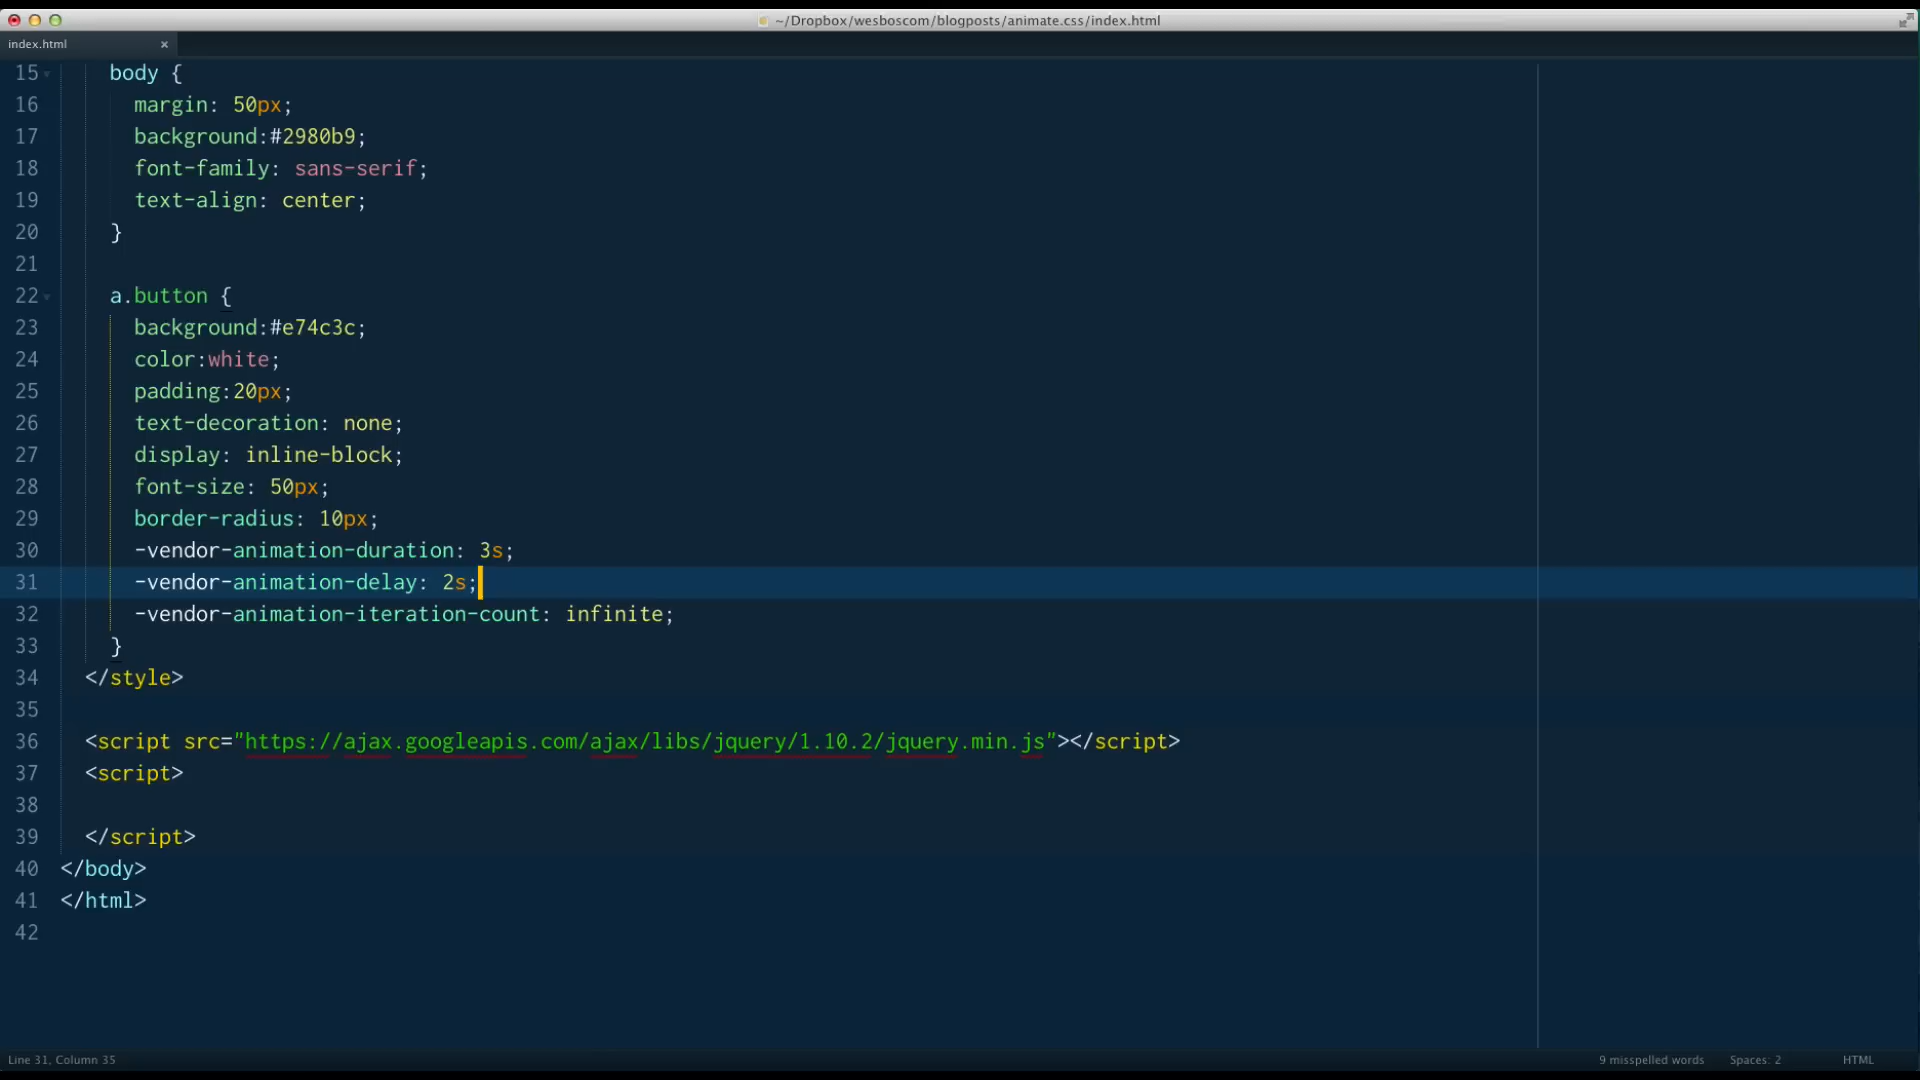 ~/Dropbox/wesboscom/blogposts/animate.css/index.html
index.html ×
15 body {
16 margin: 50px;
17 background:#2980b9;
18 font-family: sans-serif;
19 text-align: center;
20 }
21
22 a.button {
23 background:#e74c3c;
24 color:white;
25 padding:20px;
26 text-decoration: none;
27 display: inline-block;
28 font-size: 50px;
29 border-radius: 10px;
30 -vendor-animation-duration: 3s;
31 -vendor-animation-delay: 2s;
32 -vendor-animation-iteration-count: infinite;
33 }
34 </style>
35
36 <script src="https://ajax.googleapis.com/ajax/libs/jquery/1.10.2/jquery.min.js"></script>
37 <script>
38
39 </script>
40 </body>
41 </html>
42
Line 31, Column 35 9 misspelled words Spaces: 2 HTML